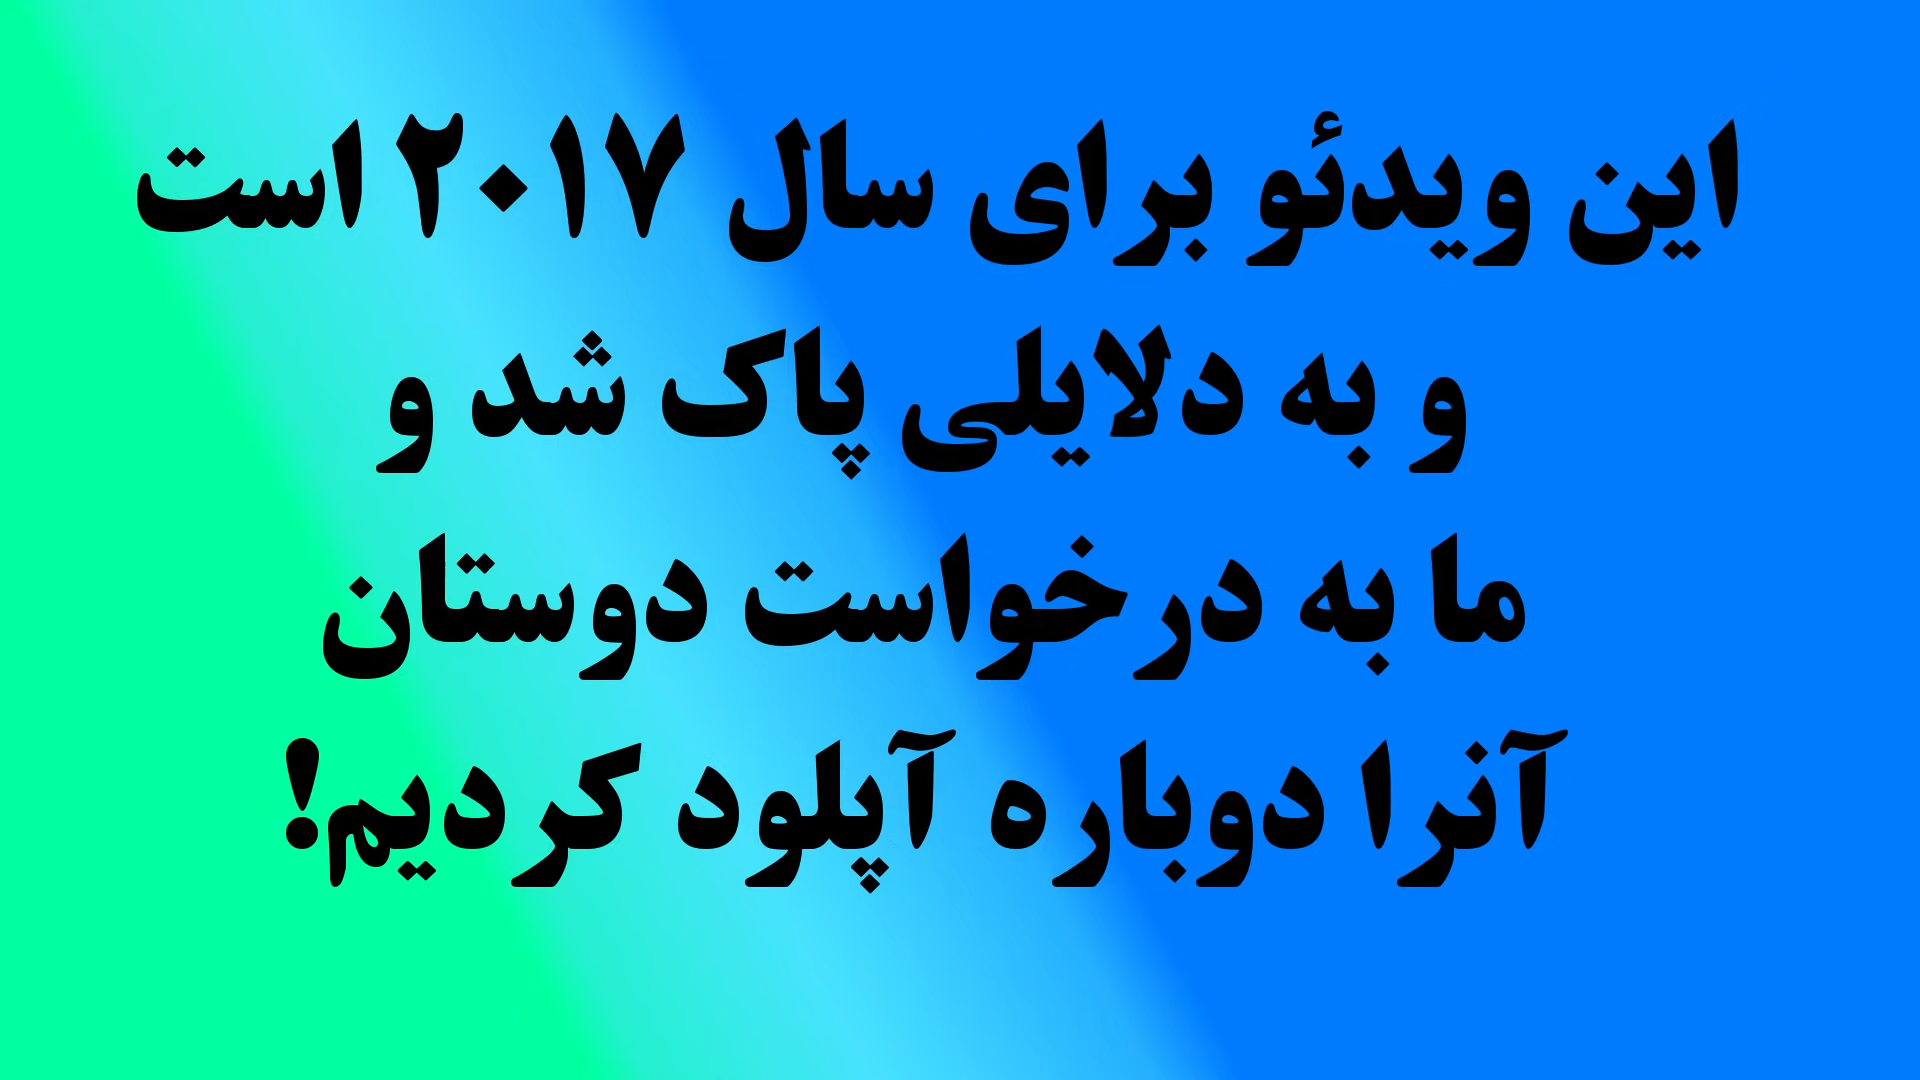 این ویدئو برای سال ۲۰۱۷ است
و به دلایلی پاک شد و
ما به درخواست دوستان
آنرا دوباره آپلود کردیم!